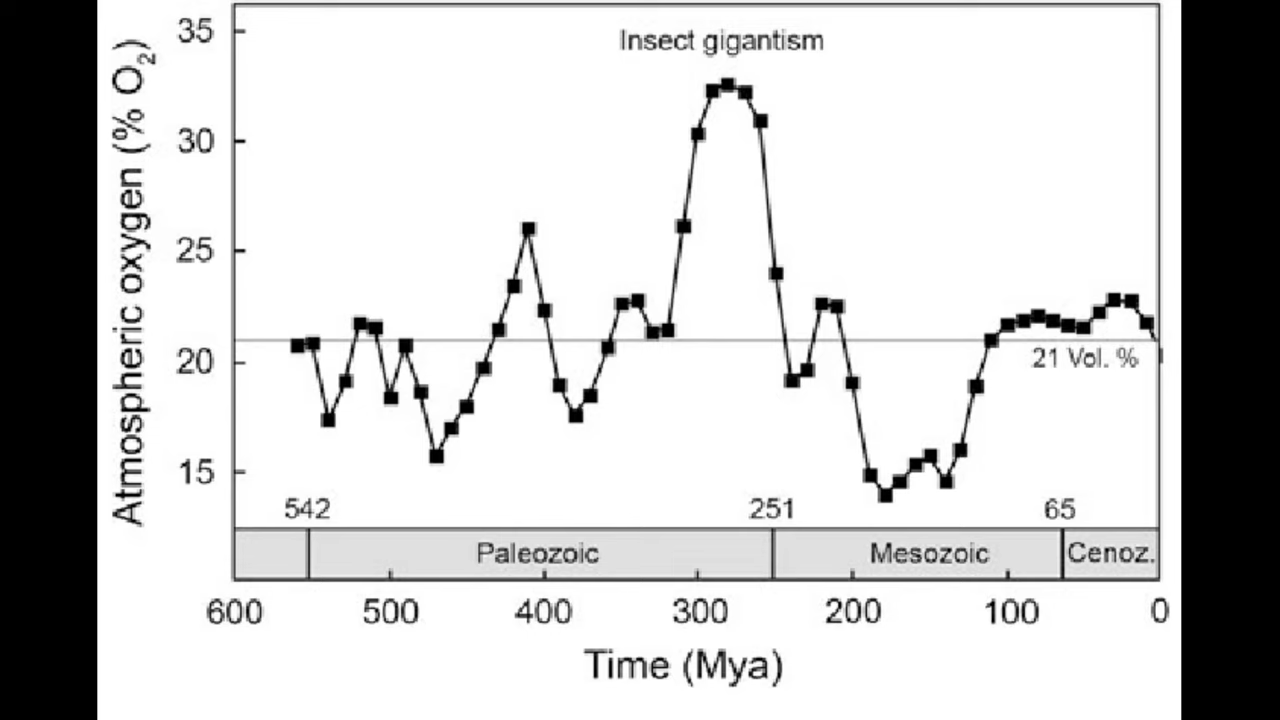 Atmospheric oxygen (% O₂)
35
30
25
20
15
Insect gigantism
21 Vol. %
542
251
65
Paleozoic
Mesozoic
Cenoz.
600
500
400
300
200
100
0
Time (Mya)